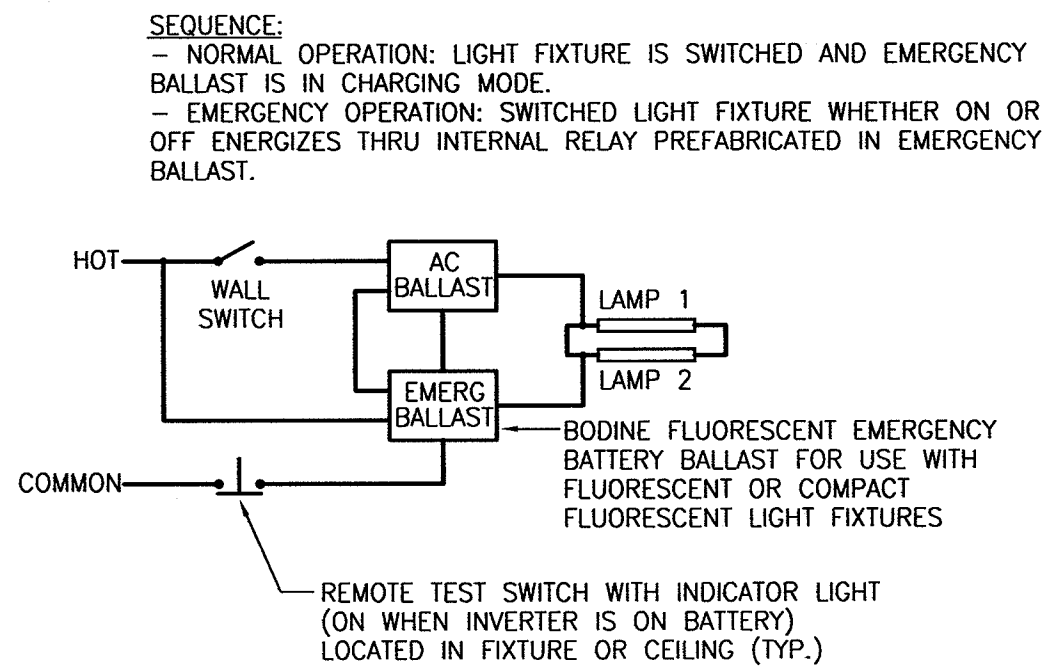 SEQUENCE:
– NORMAL OPERATION: LIGHT FIXTURE IS SWITCHED AND EMERGENCY
BALLAST IS IN CHARGING MODE.
– EMERGENCY OPERATION: SWITCHED LIGHT FIXTURE WHETHER ON OR
OFF ENERGIZES THRU INTERNAL RELAY PREFABRICATED IN EMERGENCY
BALLAST.
HOT
WALL
SWITCH
AC
BALLAST
LAMP 1
LAMP 2
EMERG
BALLAST
BODINE FLUORESCENT EMERGENCY
BATTERY BALLAST FOR USE WITH
FLUORESCENT OR COMPACT
FLUORESCENT LIGHT FIXTURES
COMMON
REMOTE TEST SWITCH WITH INDICATOR LIGHT
(ON WHEN INVERTER IS ON BATTERY)
LOCATED IN FIXTURE OR CEILING (TYP.)